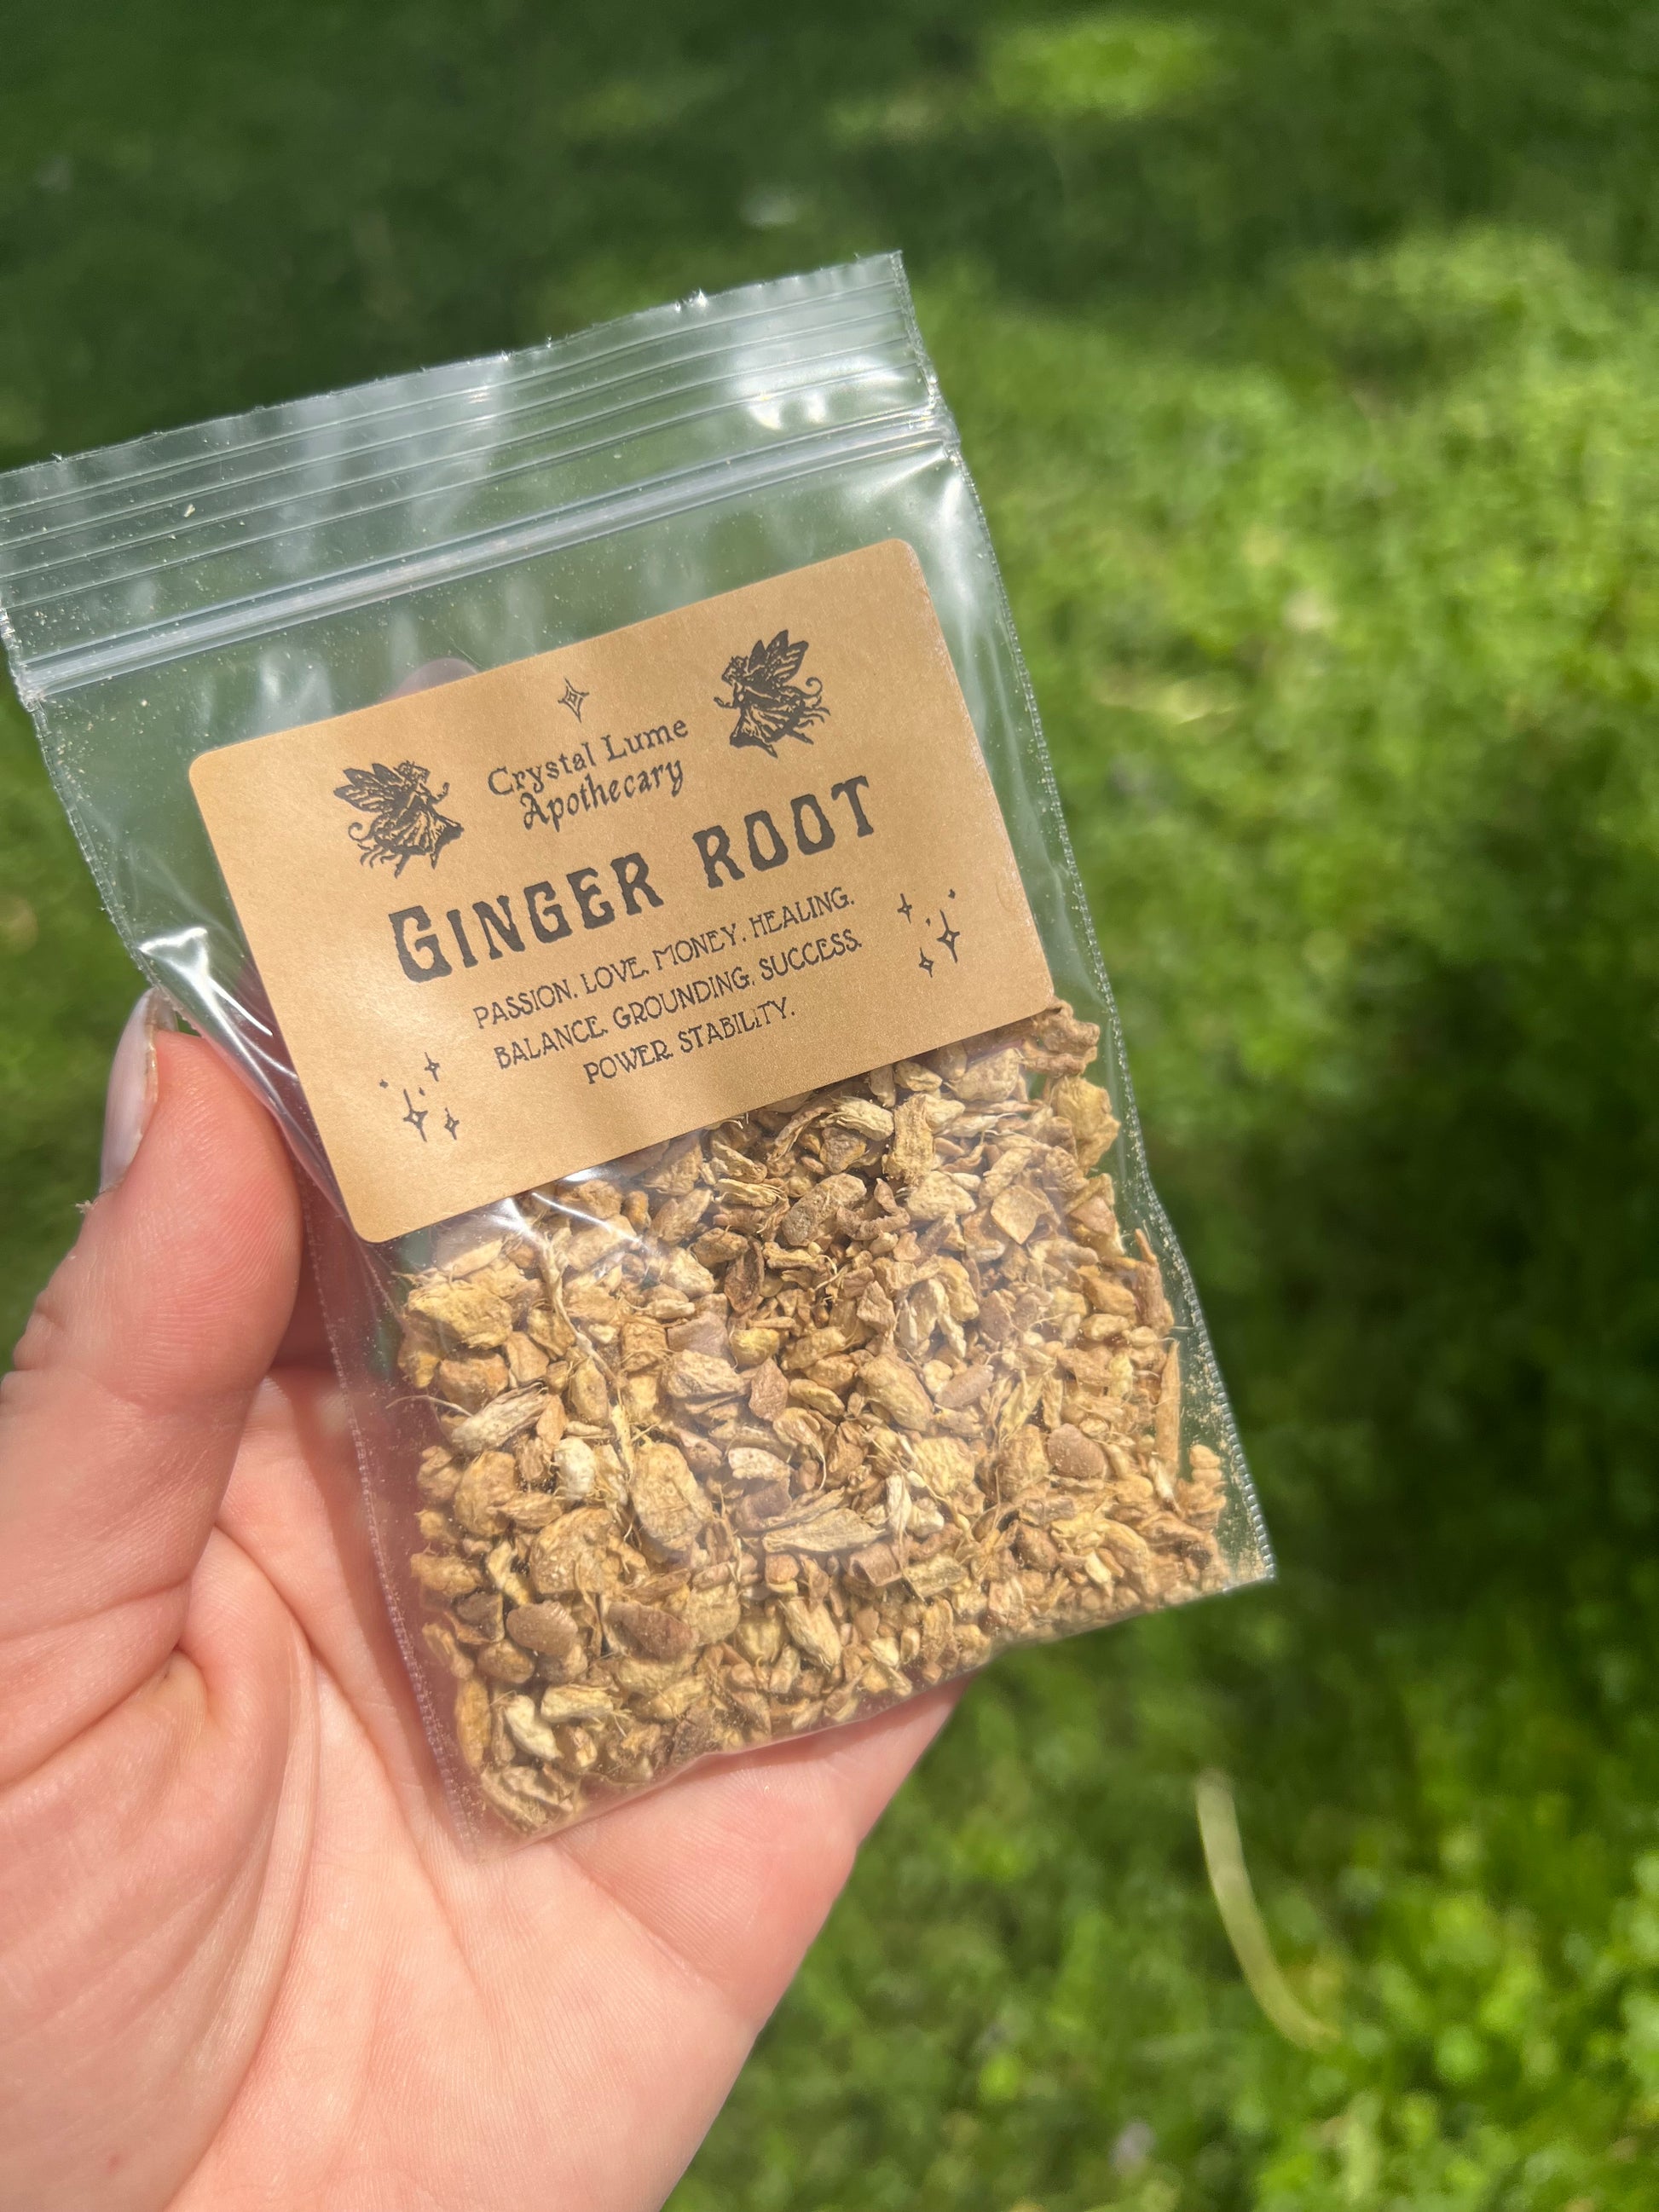 Crystal Lume
Apothecary
GINGER ROOT
PASSION. LOVE. MONEY. HEALING.
BALANCE. GROUNDING. SUCCESS.
POWER. STABILITY.